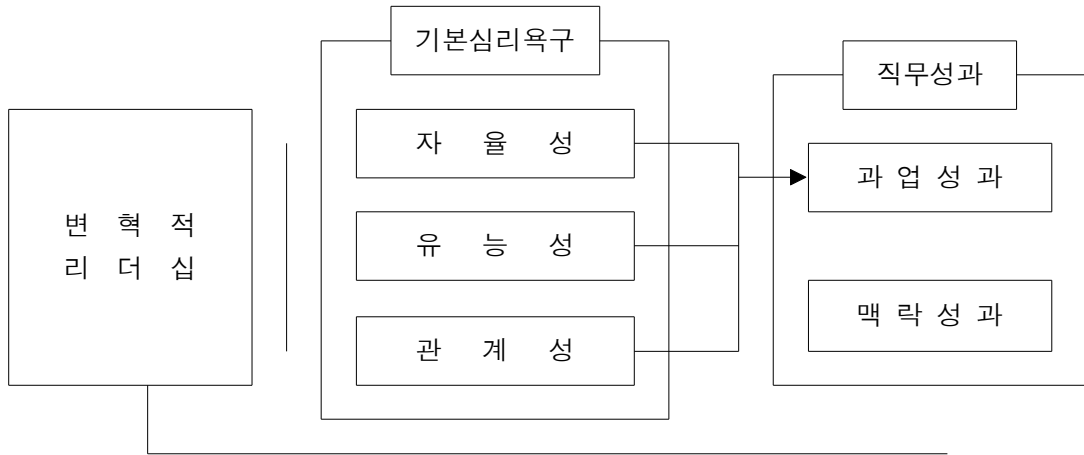 기본심리욕구
직무성과
자 율 성
과 업 성 과
변 혁 적
리 더 십
유 능 성
맥 락 성 과
관 계 성